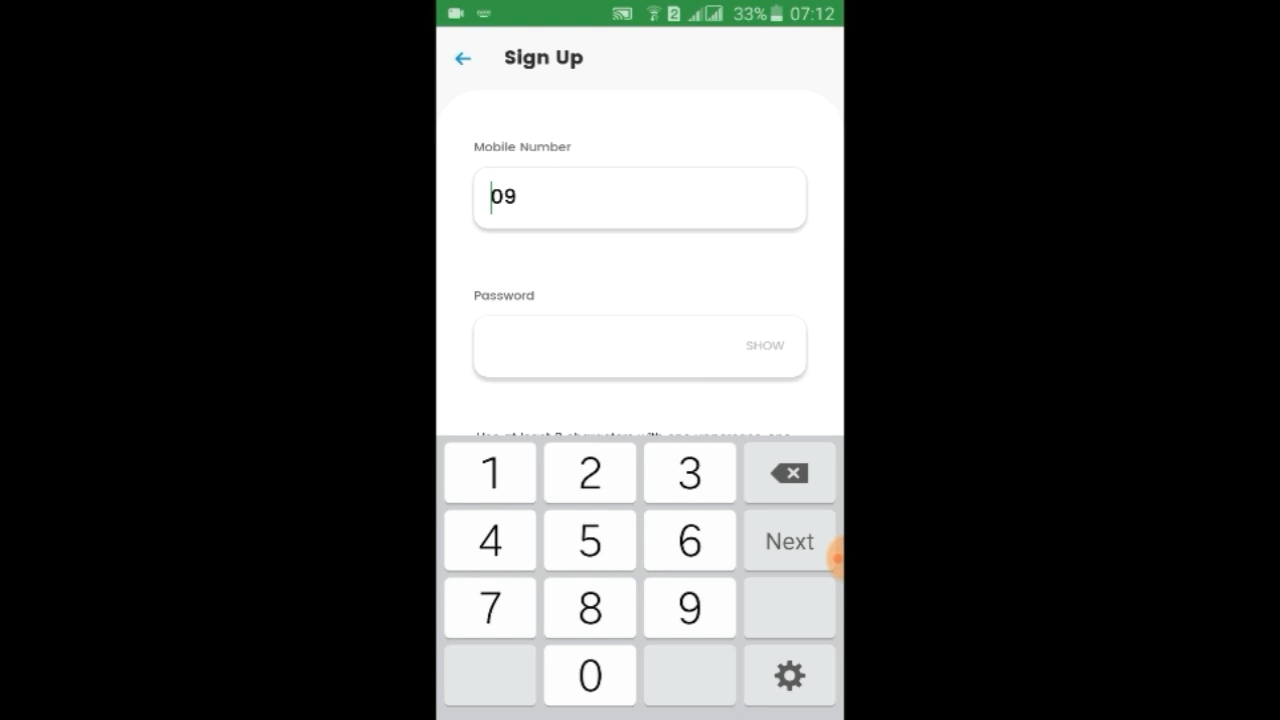 2 33% 07:12
Sign Up
Mobile Number
09
Password
SHOW
1 2 3
4 5 6 Next
7 8 9
0